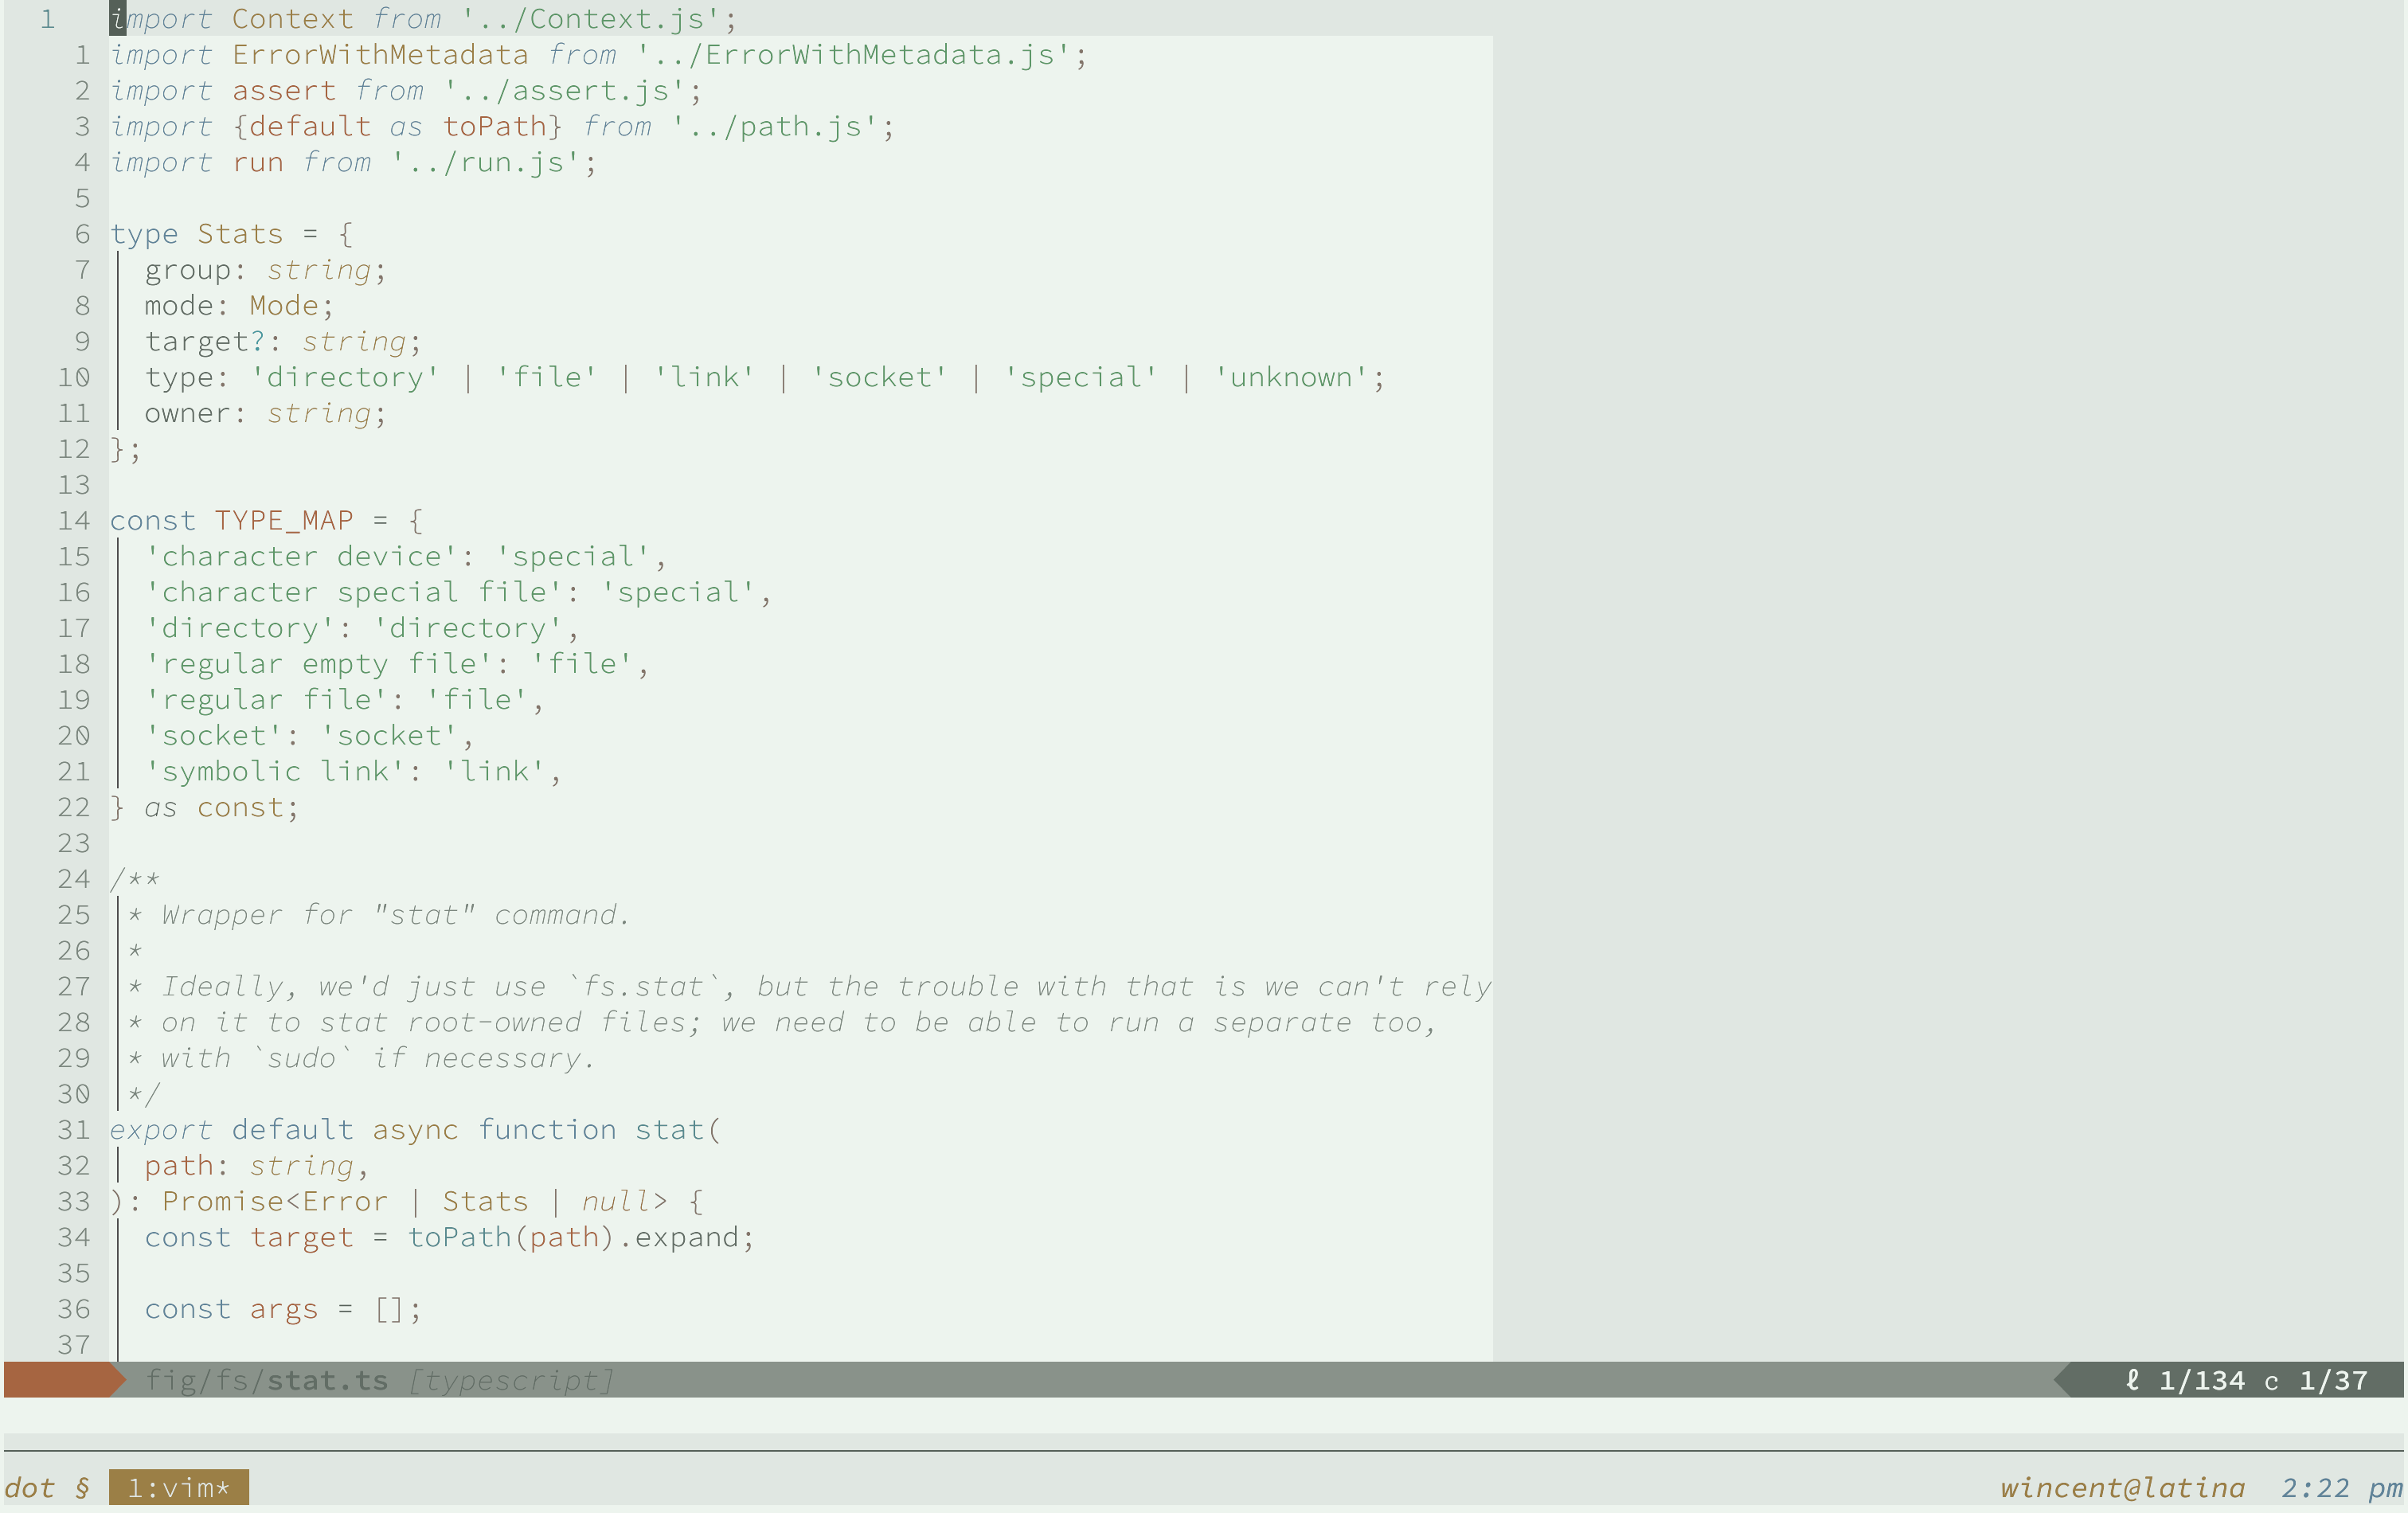 1   import Context from '../Context.js';
  1 import ErrorWithMetadata from '../ErrorWithMetadata.js';
  2 import assert from '../assert.js';
  3 import {default as toPath} from '../path.js';
  4 import run from '../run.js';
  5
  6 type Stats = {
  7   group: string;
  8   mode: Mode;
  9   target?: string;
 10   type: 'directory' | 'file' | 'link' | 'socket' | 'special' | 'unknown';
 11   owner: string;
 12 };
 13
 14 const TYPE_MAP = {
 15   'character device': 'special',
 16   'character special file': 'special',
 17   'directory': 'directory',
 18   'regular empty file': 'file',
 19   'regular file': 'file',
 20   'socket': 'socket',
 21   'symbolic link': 'link',
 22 } as const;
 23
 24 /**
 25  * Wrapper for "stat" command.
 26  *
 27  * Ideally, we'd just use `fs.stat`, but the trouble with that is we can't rely
 28  * on it to stat root-owned files; we need to be able to run a separate too,
 29  * with `sudo` if necessary.
 30  */
 31 export default async function stat(
 32   path: string,
 33 ): Promise<Error | Stats | null> {
 34   const target = toPath(path).expand;
 35
 36   const args = [];
 37
fig/fs/stat.ts [typescript] ℓ 1/134 c 1/37
dot § 1:vim* wincent@latina 2:22 pm